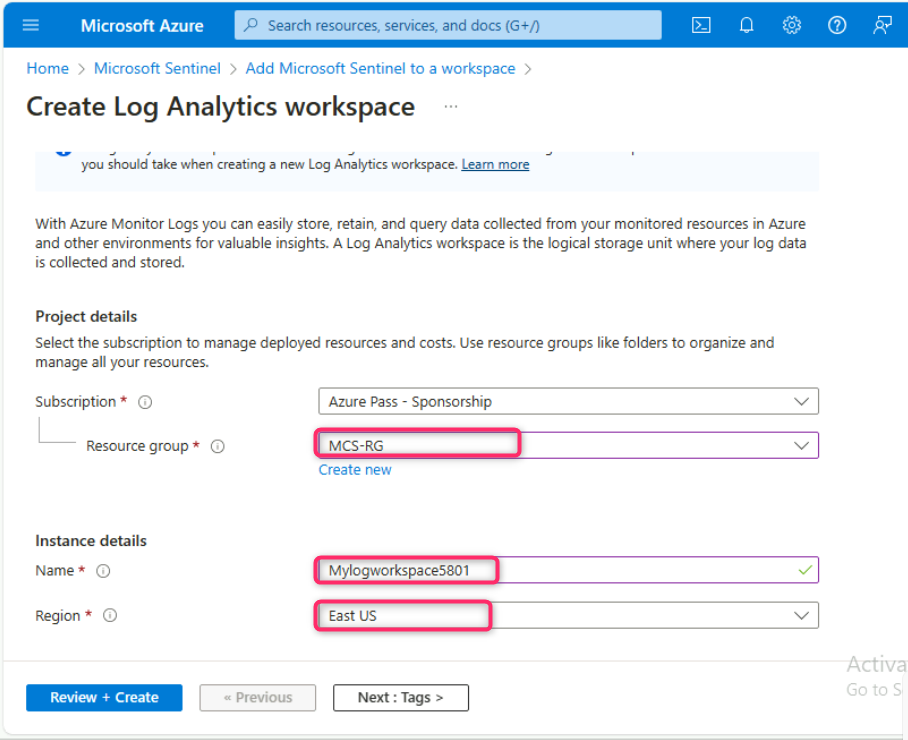 Microsoft Azure
Search resources, services, and docs (G+/)
Home > Microsoft Sentinel > Add Microsoft Sentinel to a workspace >
Create Log Analytics workspace ...
you should take when creating a new Log Analytics workspace. Learn more
With Azure Monitor Logs you can easily store, retain, and query data collected from your monitored resources in Azure
and other environments for valuable insights. A Log Analytics workspace is the logical storage unit where your log data
is collected and stored.
Project details
Select the subscription to manage deployed resources and costs. Use resource groups like folders to organize and
manage all your resources.
Subscription * Azure Pass - Sponsorship
Resource group * MCS-RG
Create new
Instance details
Name * Mylogworkspace5801
Region * East US
Activa
Go to S
Review + Create
« Previous
Next : Tags >